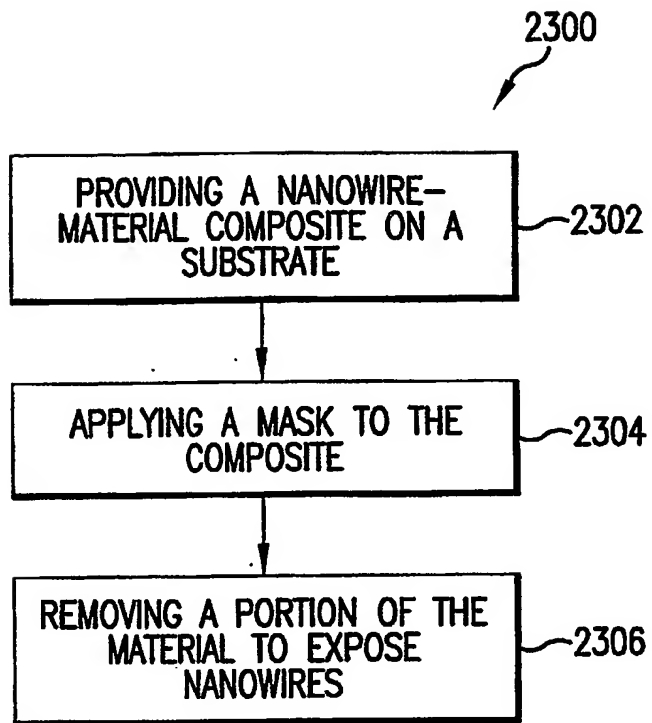 2300
PROVIDING A NANOWIRE-
MATERIAL COMPOSITE ON A
SUBSTRATE
2302
APPLYING A MASK TO THE
COMPOSITE
2304
REMOVING A PORTION OF THE
MATERIAL TO EXPOSE
NANOWIRES
2306